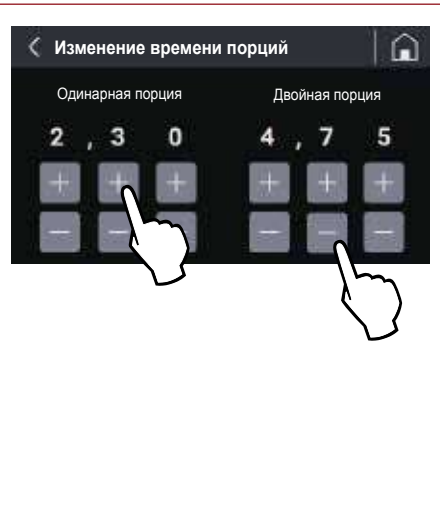 Изменение времени порций
Одинарная порция
Двойная порция
2 , 3 0
4 , 7 5
+ + + + + +
− − − − −